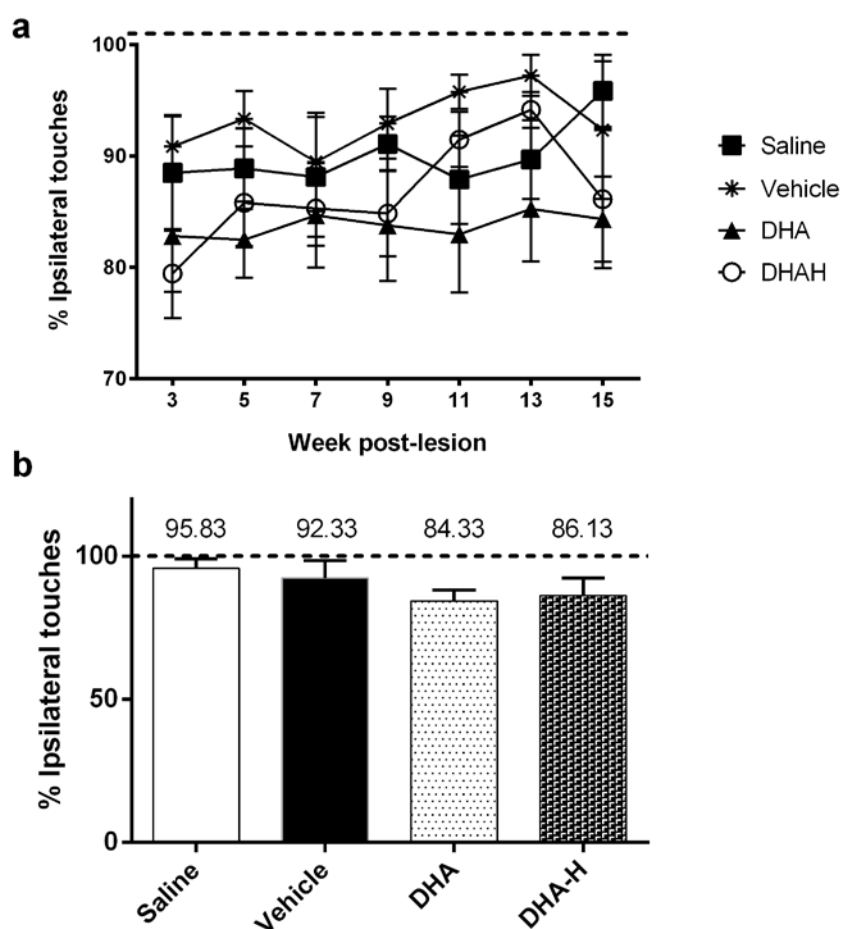 a
% Ipsilateral touches
100
90
80
70
3 5 7 9 11 13 15
Week post-lesion
Saline
Vehicle
DHA
DHAH
b
% Ipsilateral touches
95.83 92.33 84.33 86.13
100
50
0
Saline Vehicle DHA DHA-H